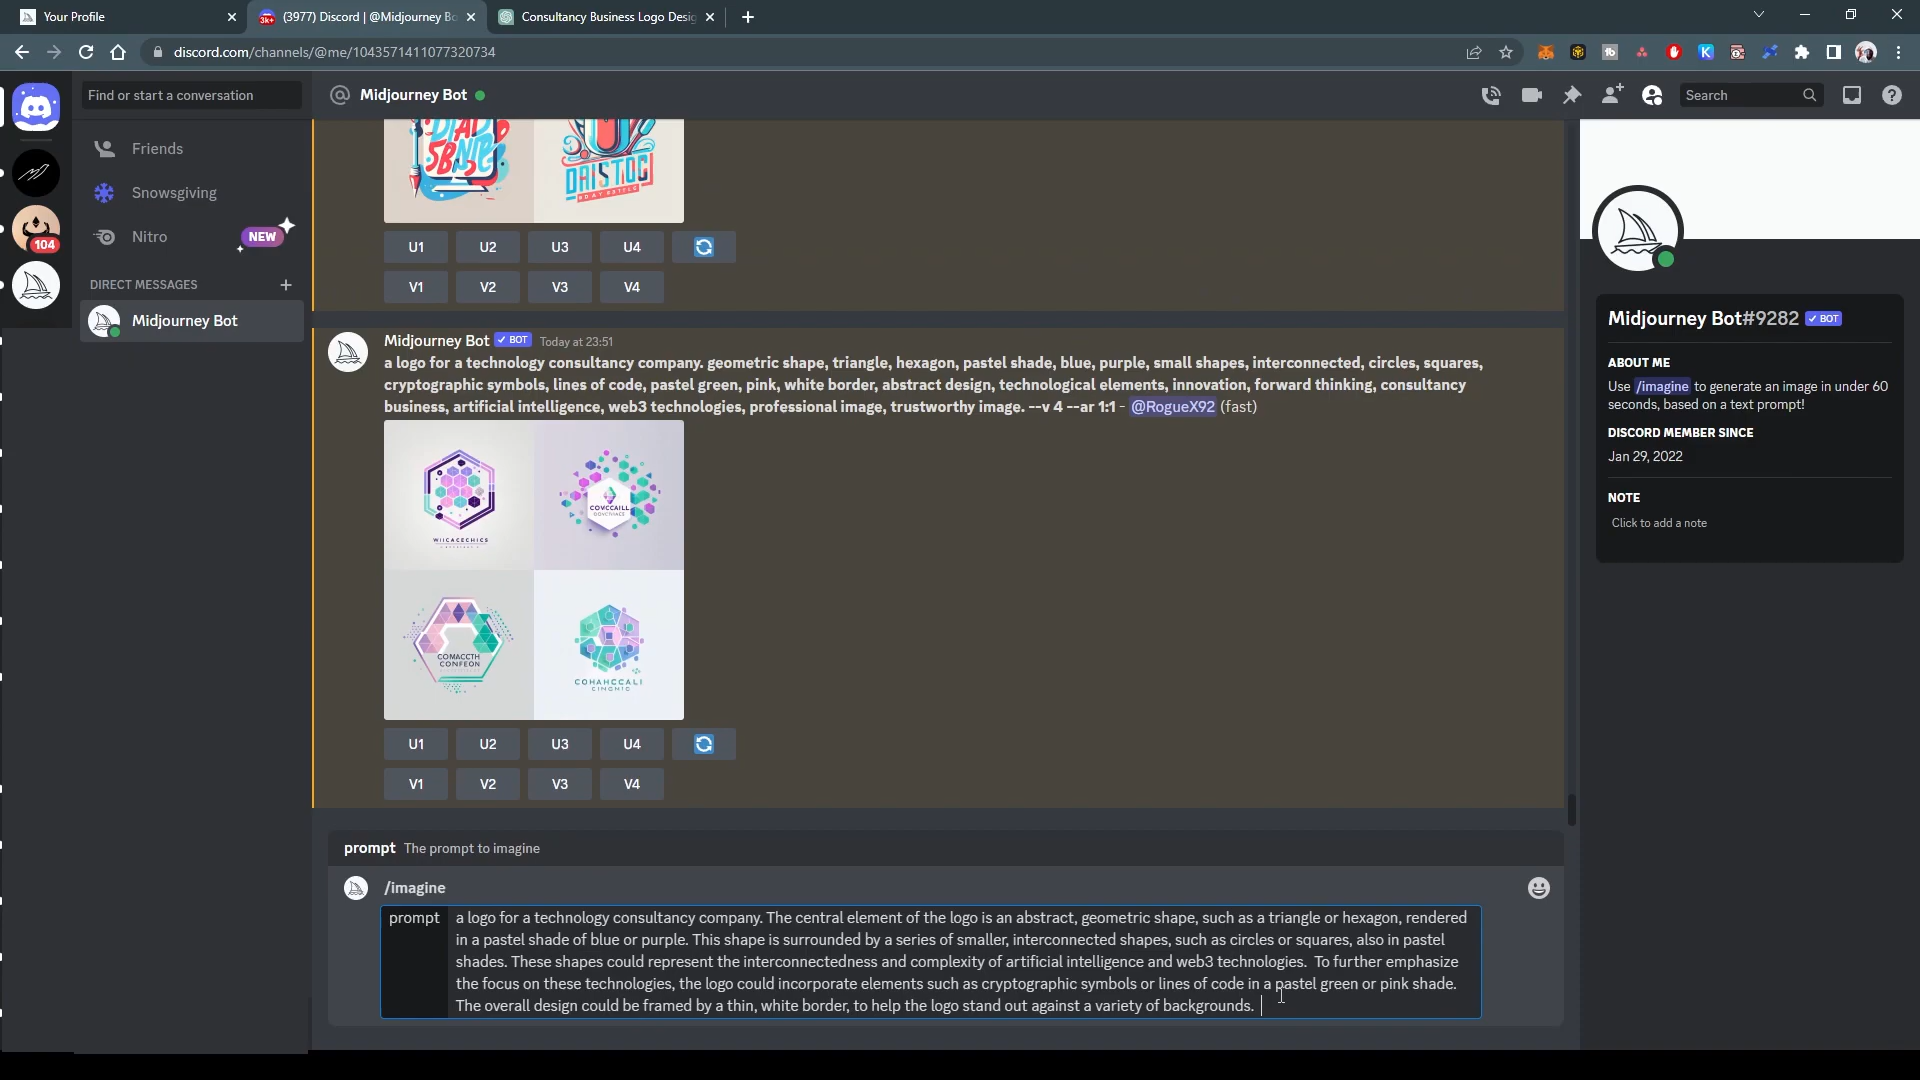 Your Profile
(3977) Discord | @Midjourney Bo
Consultancy Business Logo Desig
discord.com/channels/@me/1043571411077320734
Find or start a conversation
Midjourney Bot
Search
Friends
Snowsgiving
Nitro
NEW
104
DIRECT MESSAGES
Midjourney Bot
DAISTOG
U1 U2 U3 U4
V1 V2 V3 V4
Midjourney Bot BOT Today at 23:51
a logo for a technology consultancy company. geometric shape, triangle, hexagon, pastel shade, blue, purple, small shapes, interconnected, circles, squares,
cryptographic symbols, lines of code, pastel green, pink, white border, abstract design, technological elements, innovation, forward thinking, consultancy
business, artificial intelligence, web3 technologies, professional image, trustworthy image. --v 4 --ar 1:1 - @RogueX92 (fast)
WIICACECHICS
COVCCAILL
COMACCTH
CONFEON
COHAHCCALI
CINGHIC
U1 U2 U3 U4
V1 V2 V3 V4
prompt The prompt to imagine
/imagine
prompt a logo for a technology consultancy company. The central element of the logo is an abstract, geometric shape, such as a triangle or hexagon, rendered
in a pastel shade of blue or purple. This shape is surrounded by a series of smaller, interconnected shapes, such as circles or squares, also in pastel
shades. These shapes could represent the interconnectedness and complexity of artificial intelligence and web3 technologies.  To further emphasize
the focus on these technologies, the logo could incorporate elements such as cryptographic symbols or lines of code in a pastel green or pink shade.
The overall design could be framed by a thin, white border, to help the logo stand out against a variety of backgrounds.
Midjourney Bot#9282 BOT
ABOUT ME
Use /imagine to generate an image in under 60
seconds, based on a text prompt!
DISCORD MEMBER SINCE
Jan 29, 2022
NOTE
Click to add a note